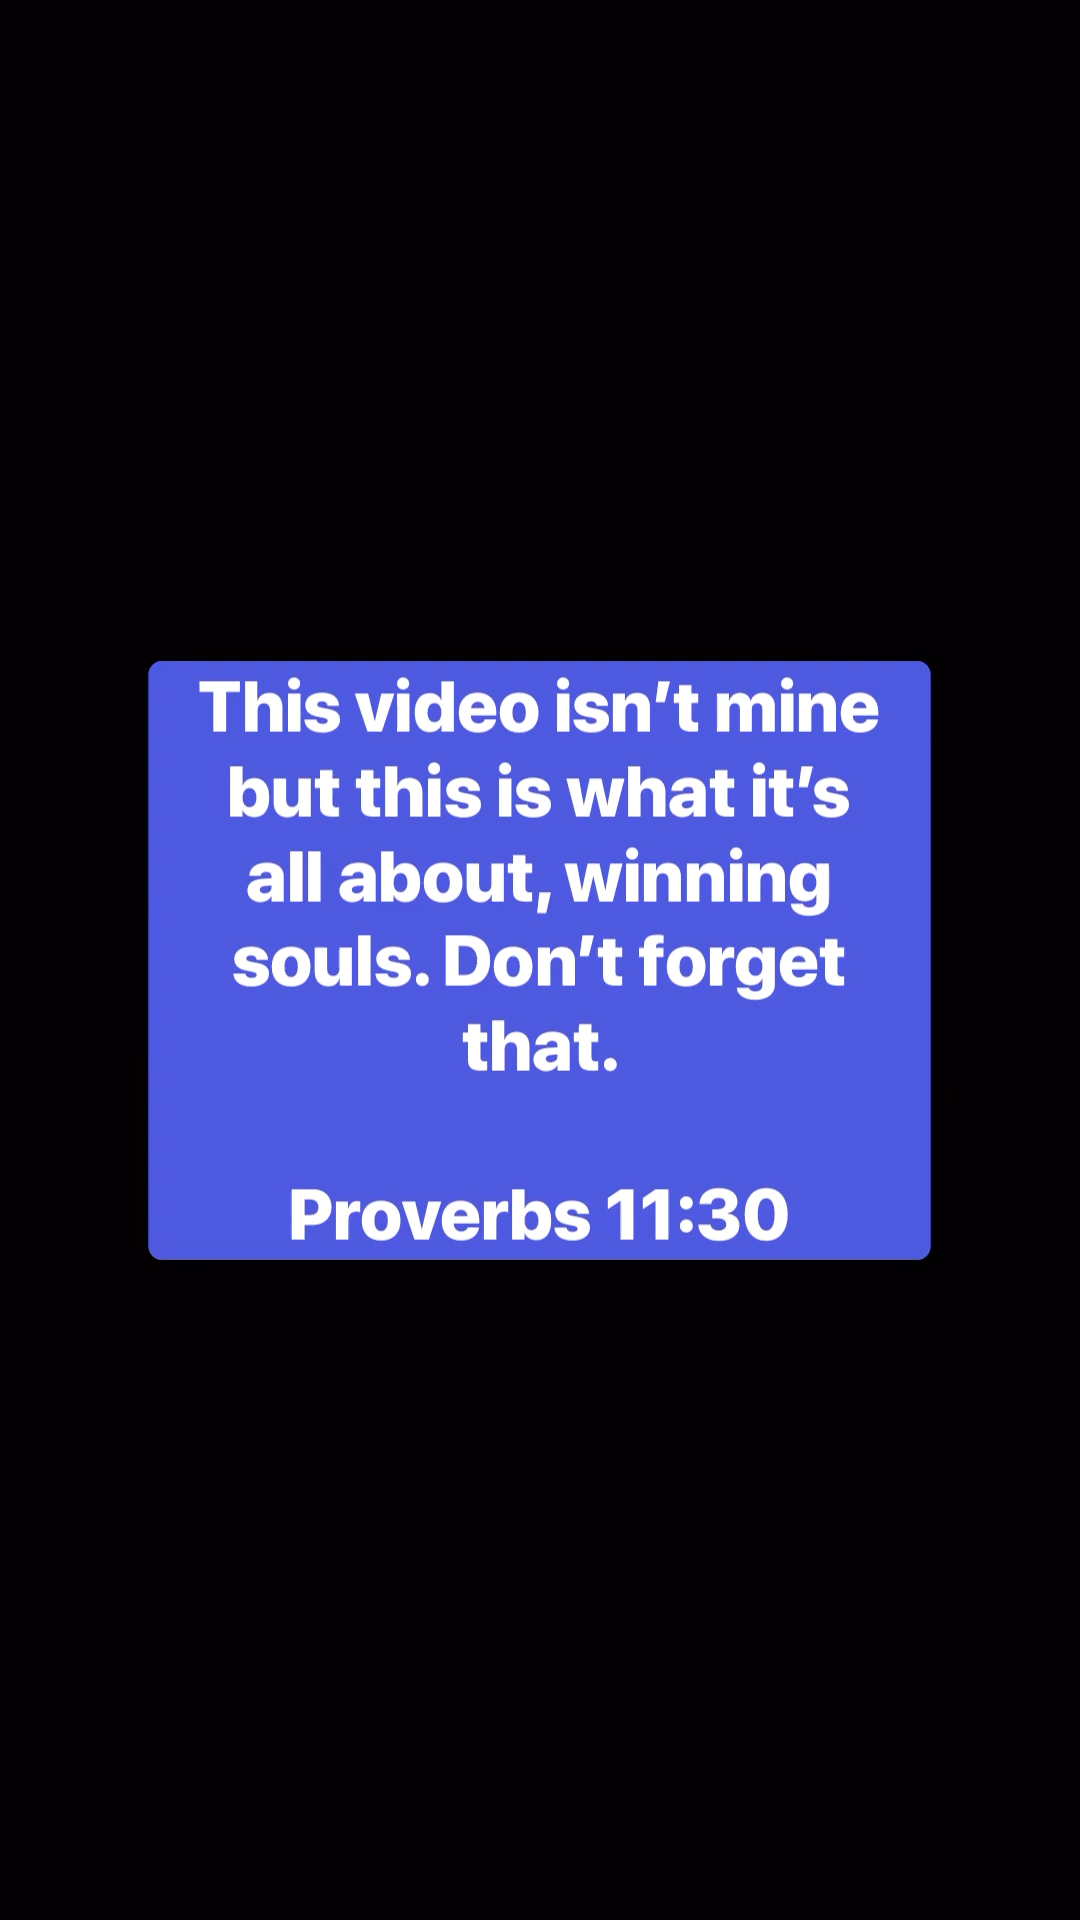 This video isn’t mine
but this is what it’s
all about, winning
souls. Don’t forget
that.
Proverbs 11:30